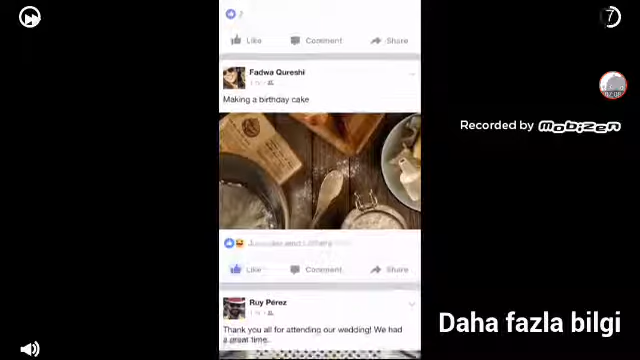 7
Like Comment Share
Fadwa Qureshi
Making a birthday cake
Recorded by mobizen
Like Comment Share
Ruy Pérez
Thank you all for attending our wedding! We had
a great time.
Daha fazla bilgi